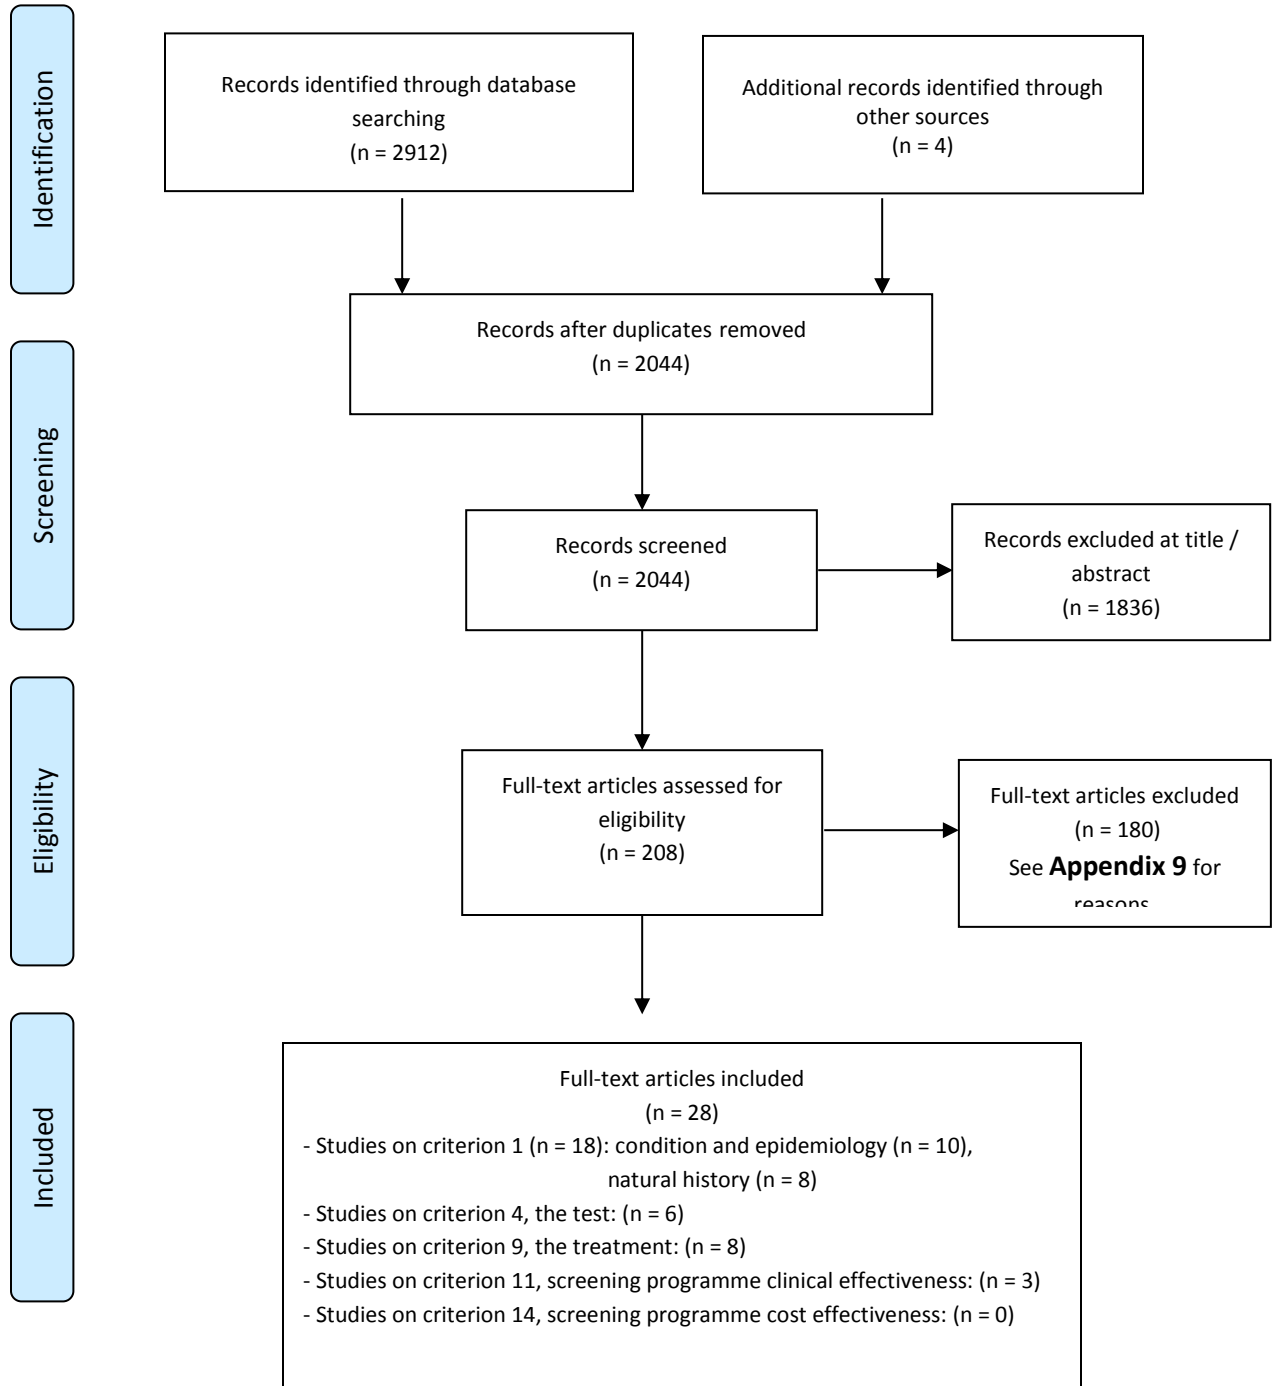 Identification
Records identified through database
searching
(n = 2912)
Additional records identified through
other sources
(n = 4)
Records after duplicates removed
(n = 2044)
Screening
Records screened
(n = 2044)
Records excluded at title /
abstract
(n = 1836)
Eligibility
Full-text articles assessed for
eligibility
(n = 208)
Full-text articles excluded
(n = 180)
See Appendix 9 for
reasons
Included
Full-text articles included
(n = 28)
- Studies on criterion 1 (n = 18): condition and epidemiology (n = 10),
natural history (n = 8)
- Studies on criterion 4, the test: (n = 6)
- Studies on criterion 9, the treatment: (n = 8)
- Studies on criterion 11, screening programme clinical effectiveness: (n = 3)
- Studies on criterion 14, screening programme cost effectiveness: (n = 0)